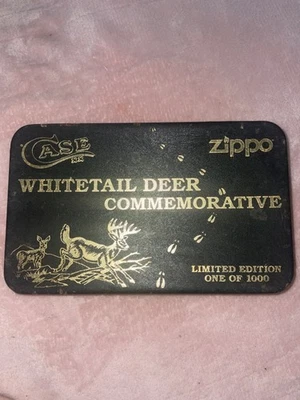 CASE
XX
Zippo
WHITETAIL DEER
COMMEMORATIVE
LIMITED EDITION
ONE OF 1000